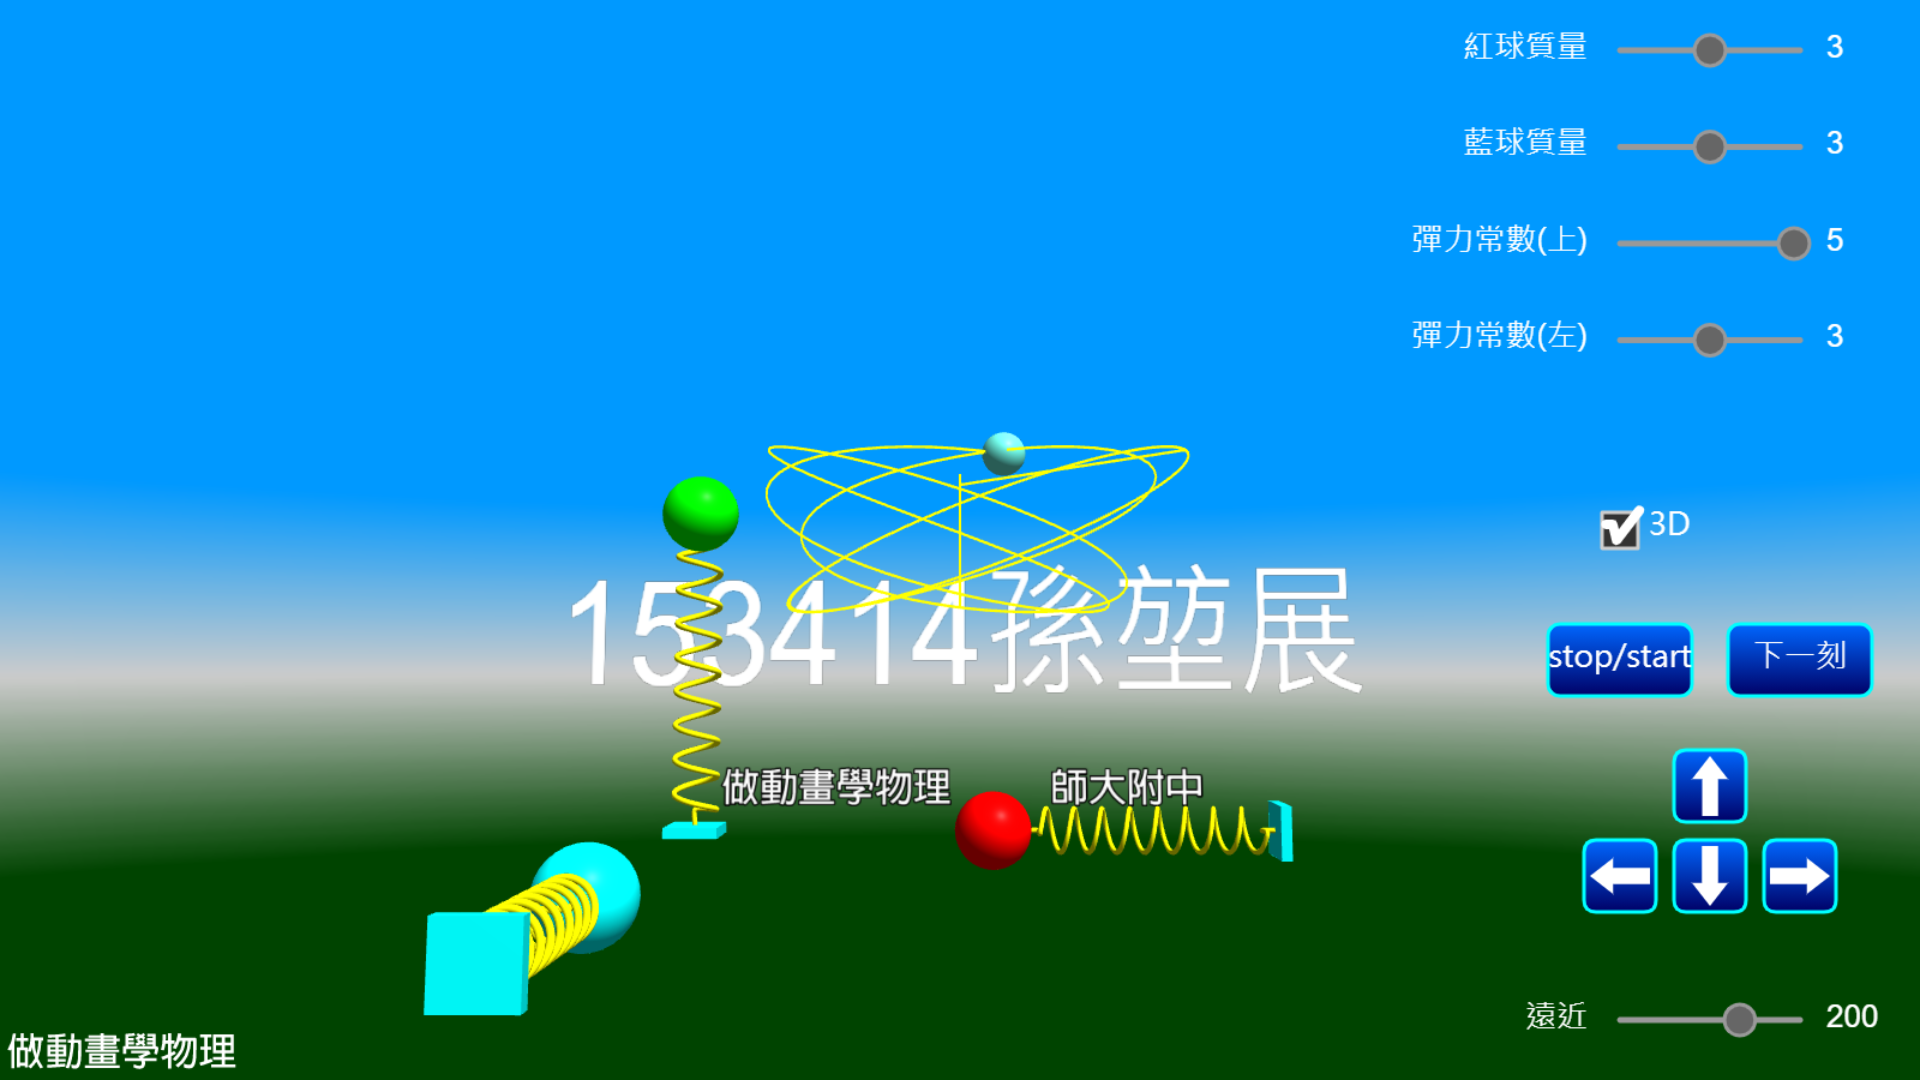 紅球質量 3
藍球質量 3
彈力常數(上) 5
彈力常數(左) 3
3D
153414孫堃展
stop/start 下一刻
做動畫學物理 師大附中
遠近 200
做動畫學物理